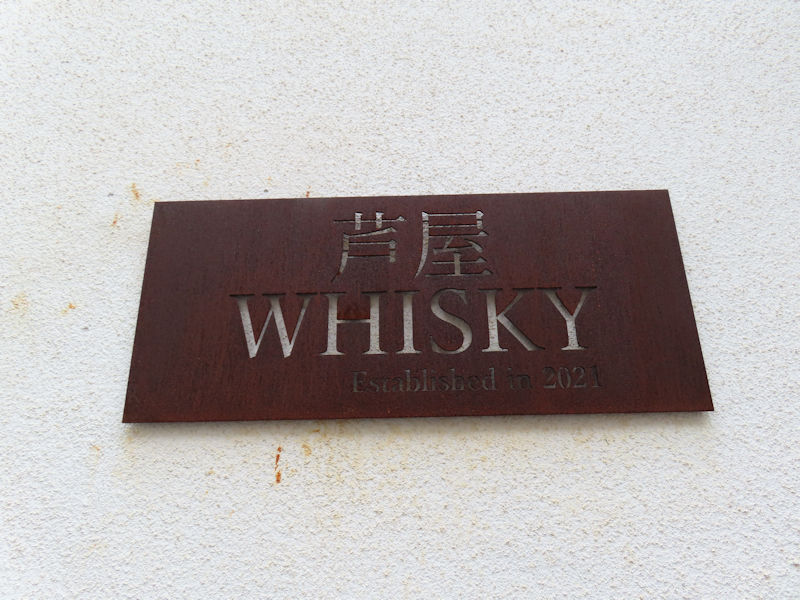 芦屋
WHISKY
Established in 2021